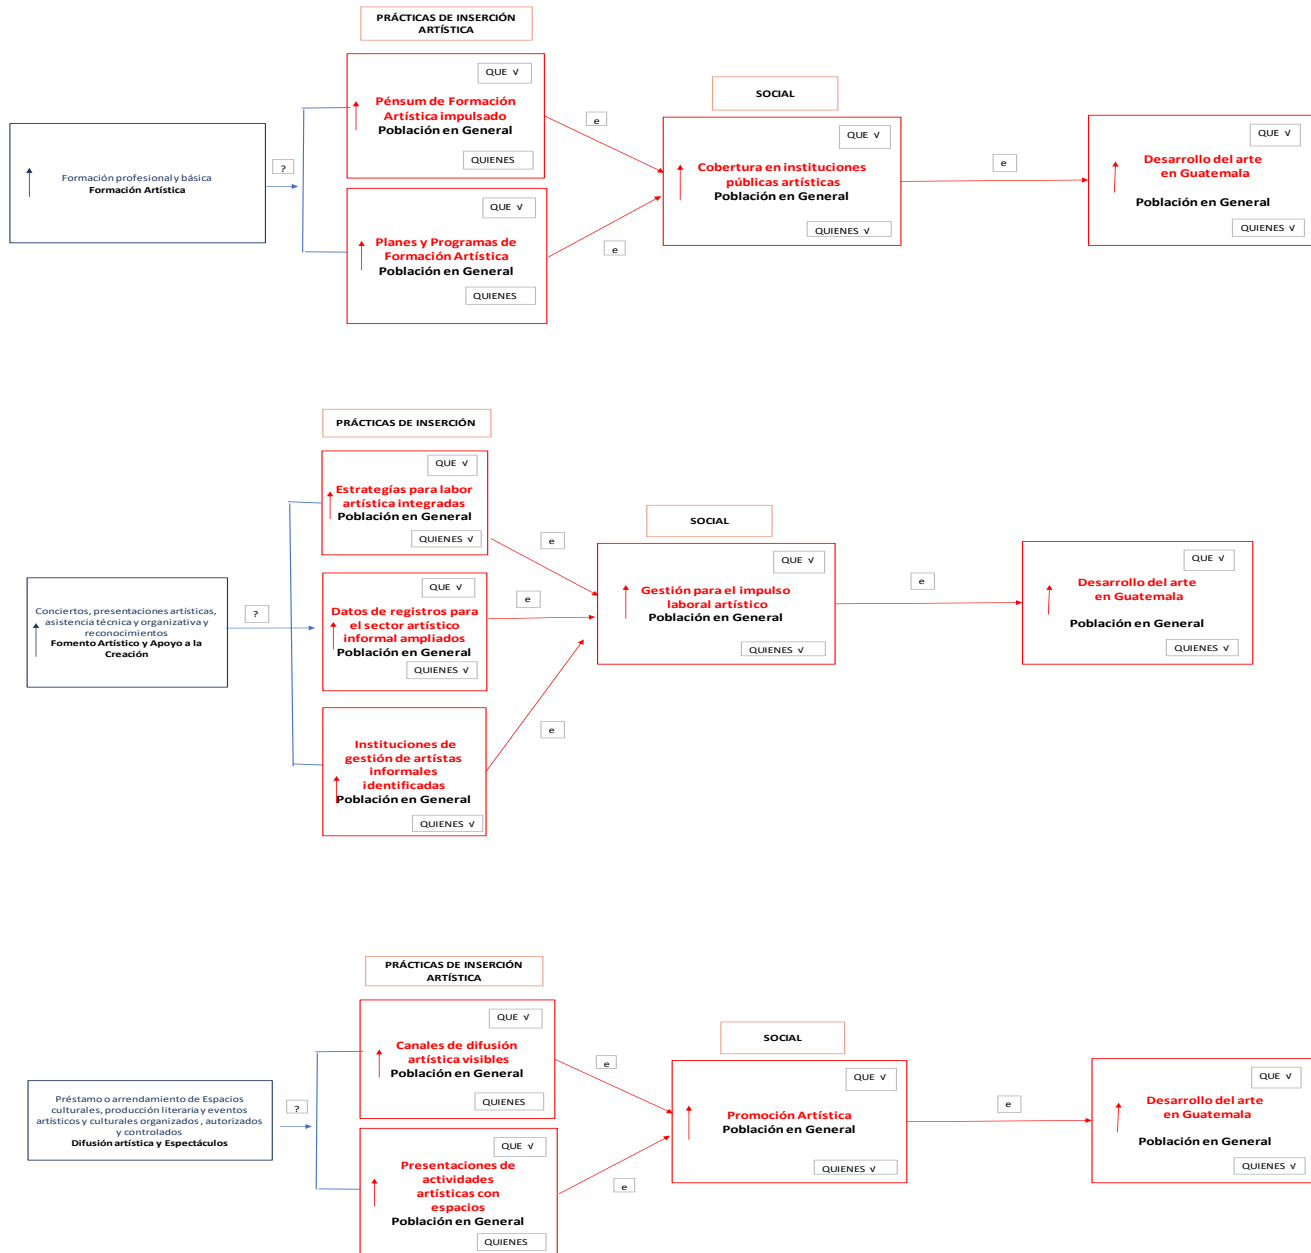 PRÁCTICAS DE INSERCIÓN
ARTÍSTICA
QUE √
Pénsum de Formación
Artística impulsado
Población en General
QUIENES
e
SOCIAL
QUE √
Cobertura en instituciones
públicas artísticas
Población en General
QUIENES √
e
QUE √
Desarrollo del arte
en Guatemala
Población en General
QUIENES √
Formación profesional y básica
Formación Artística
?
QUE √
Planes y Programas de
Formación Artística
Población en General
QUIENES
e
PRÁCTICAS DE INSERCIÓN
QUE √
Estrategías para labor
artística integradas
Población en General
QUIENES √
e
SOCIAL
QUE √
Gestión para el impulso
laboral artístico
Población en General
QUIENES √
e
QUE √
Desarrollo del arte
en Guatemala
Población en General
QUIENES √
Conciertos, presentaciones artísticas,
asistencia técnica y organizativa y
reconocimientos
Fomento Artístico y Apoyo a la
Creación
?
QUE √
Datos de registros para
el sector artístico
informal ampliados
Población en General
QUIENES √
e
Instituciones de
gestión de artístas
informales
identificadas
Población en General
QUIENES √
e
PRÁCTICAS DE INSERCIÓN
ARTÍSTICA
QUE √
Canales de difusión
artística visibles
Población en General
QUIENES
e
SOCIAL
QUE √
Promoción Artística
Población en General
QUIENES √
e
QUE √
Desarrollo del arte
en Guatemala
Población en General
QUIENES √
Préstamo o arrendamiento de Espacios
culturales, producción literaria y eventos
artísticos y culturales organizados , autorizados
y controlados
Difusión artística y Espectáculos
?
QUE √
Presentaciones de
actividades
artísticas con
espacios
Población en General
QUIENES
e